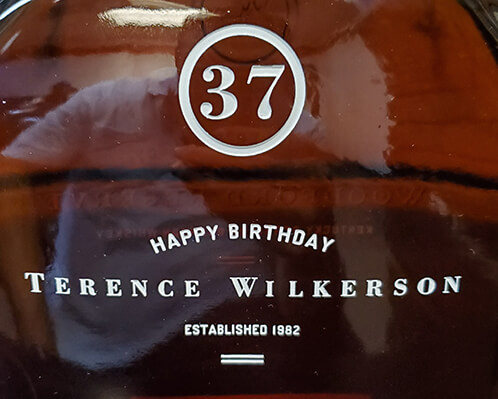 37
HAPPY BIRTHDAY
TERENCE WILKERSON
ESTABLISHED 1982